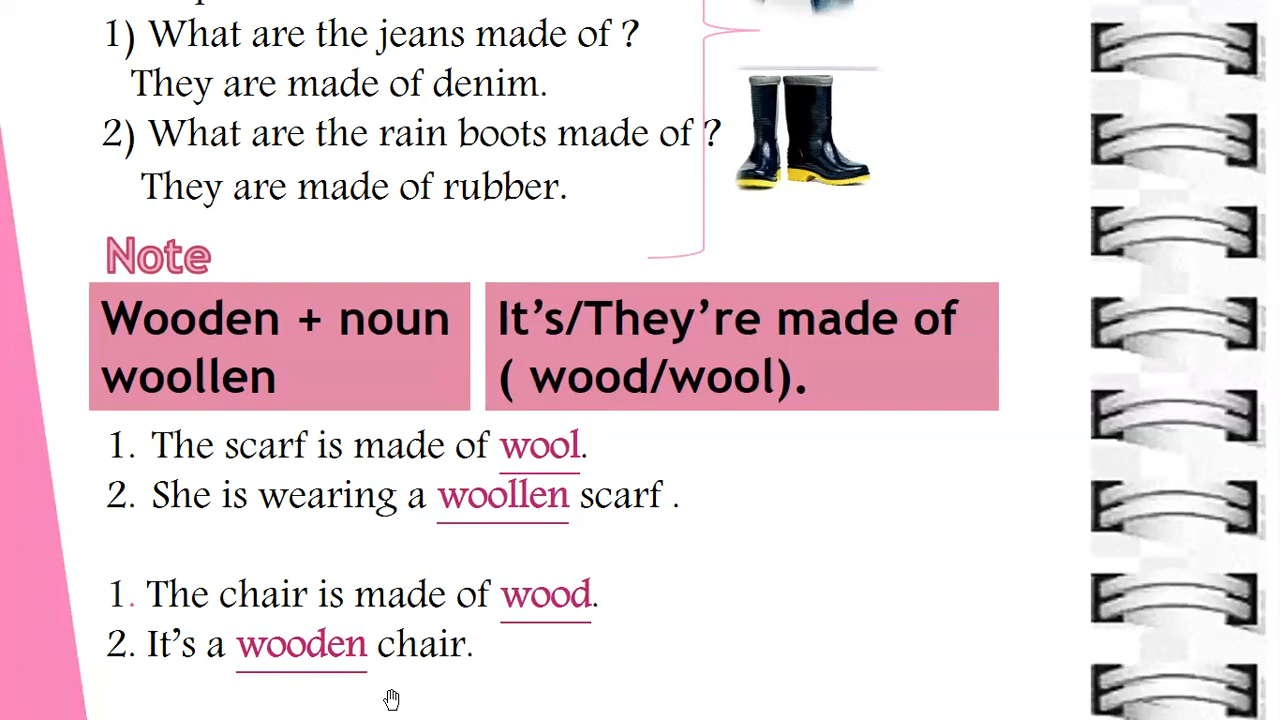 1) What are the jeans made of ?
They are made of denim.
2) What are the rain boots made of ?
They are made of rubber.
Note
Wooden + noun
woollen
It's/They're made of
( wood/wool).
1. The scarf is made of wool.
2. She is wearing a woollen scarf .
1. The chair is made of wood.
2. It's a wooden chair.